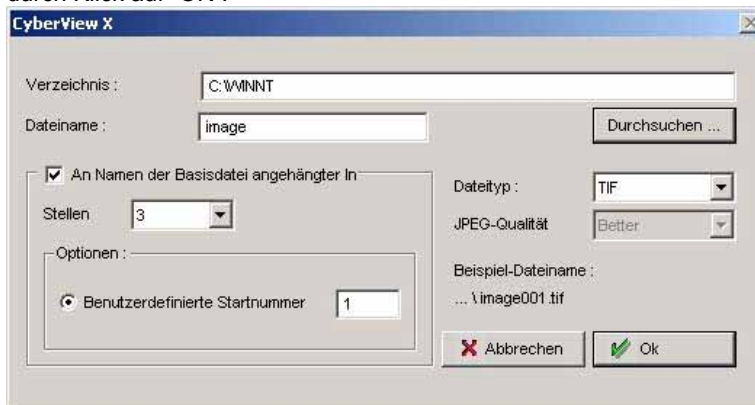 CyberView X
Verzeichnis :
C:\WINNT
Dateiname :
image
Durchsuchen ...
An Namen der Basisdatei angehängter In
Stellen
3
Optionen :
Benutzerdefinierte Startnummer
1
Dateityp :
TIF
JPEG-Qualität
Better
Beispiel-Dateiname :
... \image001.tif
Abbrechen
Ok